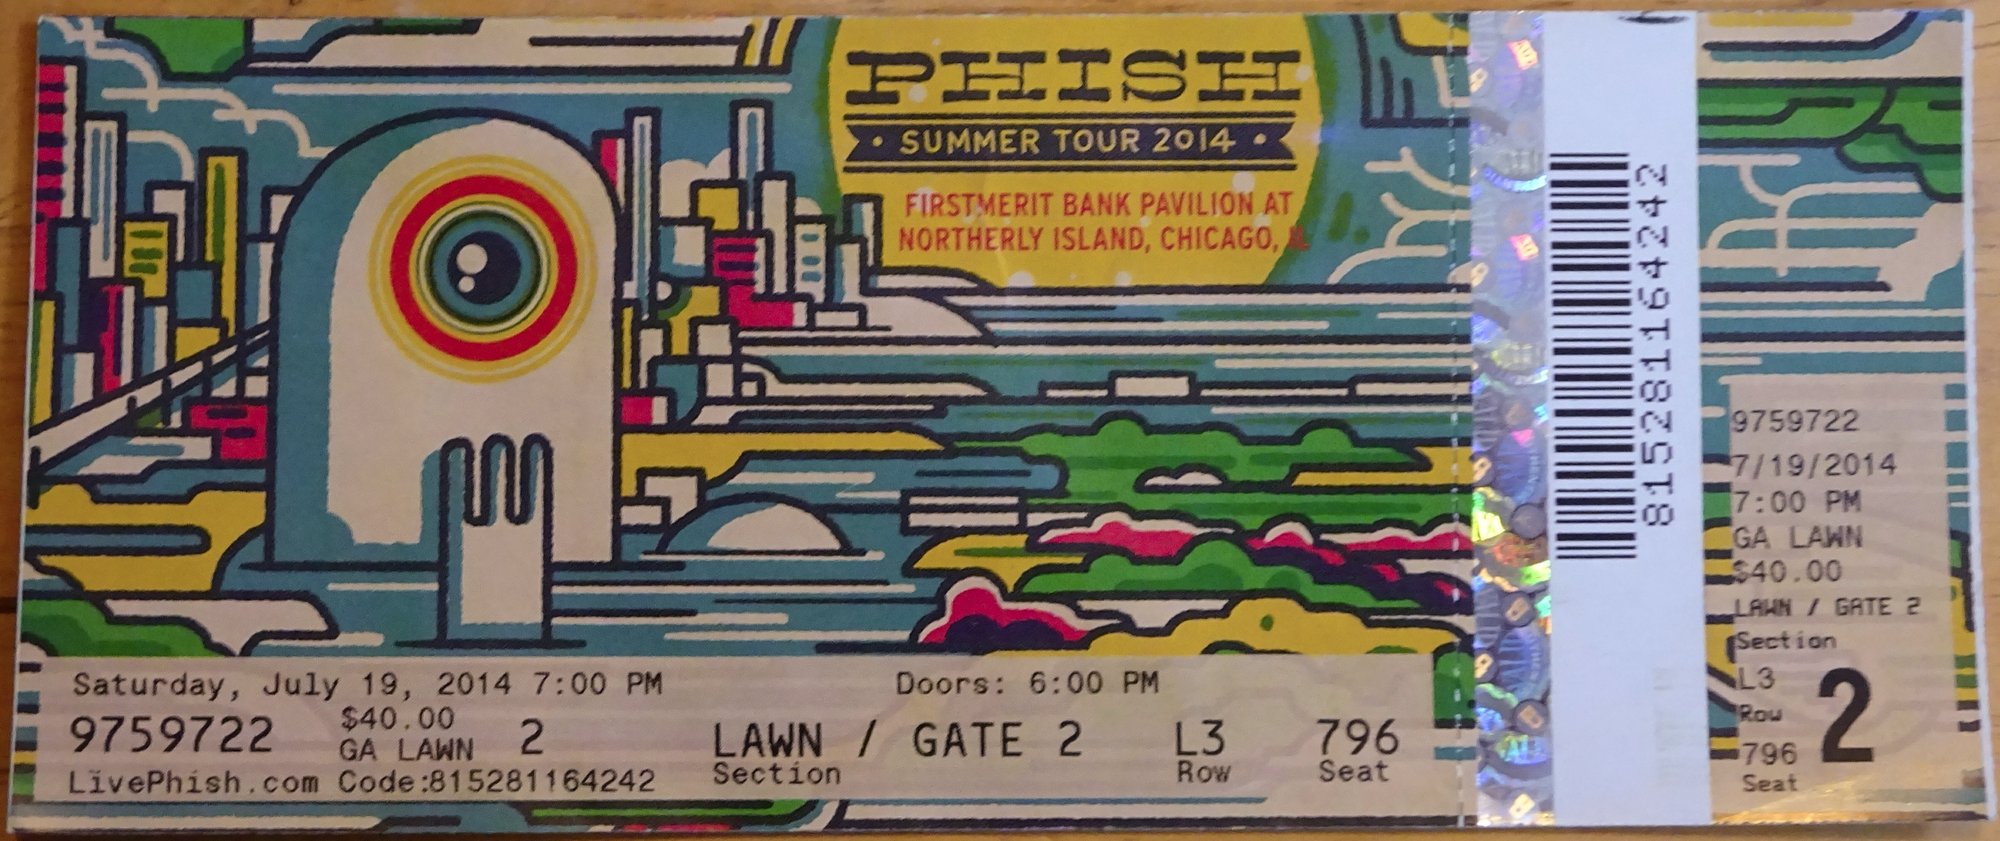 PHISH
• SUMMER TOUR 2014 •
FIRSTMERIT BANK PAVILION AT
NORTHERLY ISLAND, CHICAGO, IL
Saturday, July 19, 2014 7:00 PM Doors: 6:00 PM
9759722 $40.00 GA LAWN 2 LAWN / GATE 2 L3 796
Section Row Seat
LivePhish.com Code:815281164242
815281164242
9759722
7/19/2014
7:00 PM
GA LAWN
$40.00
LAWN / GATE 2
Section
L3
Row
796
Seat
2